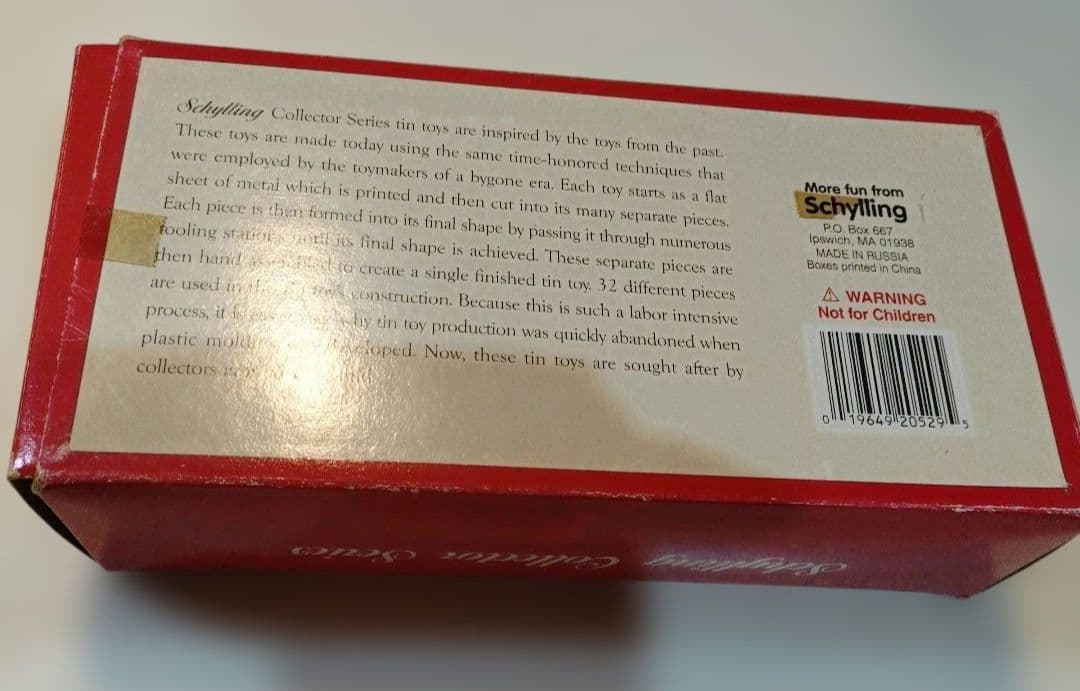 Schylling Collector Series tin toys are inspired by the toys from the past.
These toys are made today using the same time-honored techniques that
were employed by the toymakers of a bygone era. Each toy starts as a flat
sheet of metal which is printed and then cut into its many separate pieces.
Each piece is then formed into its final shape by passing it through numerous
tooling stations until its final shape is achieved. These separate pieces are
then hand assembled to create a single finished tin toy. 32 different pieces
are used in construction. Because this is such a labor intensive
process, it is why tin toy production was quickly abandoned when
plastic developed. Now, these tin toys are sought after by
collectors
More fun from
Schylling
P.O. Box 667
Ipswich, MA 01938
MADE IN RUSSIA
Boxes printed in China
⚠ WARNING
Not for Children
0 19649 20529 5
Schylling Collector Series